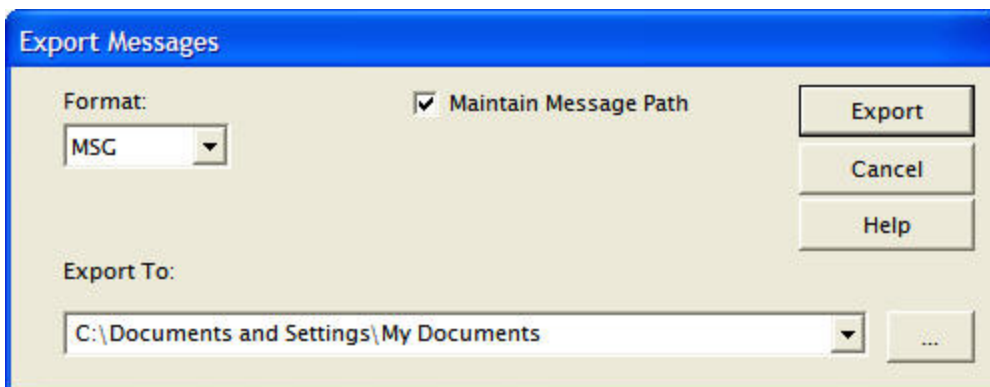 Export Messages
Format:
Maintain Message Path
Export
MSG
Cancel
Help
Export To:
C:\Documents and Settings\My Documents
...